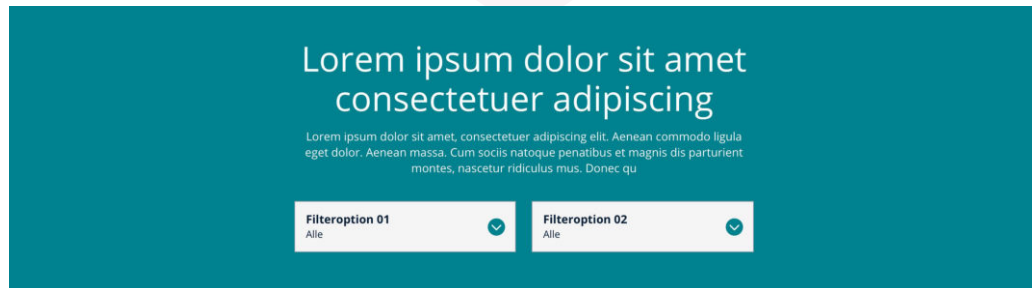 Lorem ipsum dolor sit amet
consectetuer adipiscing
Lorem ipsum dolor sit amet, consectetuer adipiscing elit. Aenean commodo ligula
eget dolor. Aenean massa. Cum sociis natoque penatibus et magnis dis parturient
montes, nascetur ridiculus mus. Donec qu
Filteroption 01
Alle
Filteroption 02
Alle